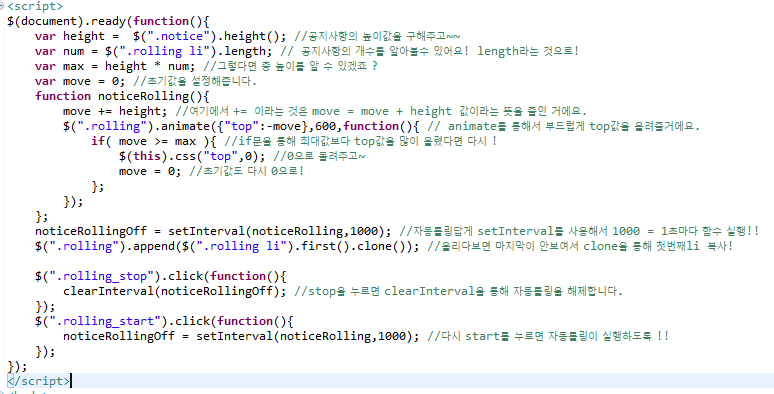 <script>
$(document).ready(function(){
    var height =  $(".notice").height(); //공지사항의 높이값을 구해주고~~
    var num = $(".rolling li").length; // 공지사항의 개수를 알아볼수 있어요! length라는 것으로!
    var max = height * num; //그렇다면 총 높이를 알 수 있겠죠 ?
    var move = 0; //초기값을 설정해줍니다.
    function noticeRolling(){
        move += height; //여기에서 += 이라는 것은 move = move + height 값이라는 뜻을 줄인 거에요.
        $(".rolling").animate({"top":-move},600,function(){ // animate를 통해서 부드럽게 top값을 올려줄거에요.
            if( move >= max ){ //if문을 통해 최대값보다 top값을 많이 올렸다면 다시 !
                $(this).css("top",0); //0으로 돌려주고~
                move = 0; //초기값도 다시 0으로!
            };
        });
    };
    noticeRollingOff = setInterval(noticeRolling,1000); //자동롤링답게 setInterval를 사용해서 1000 = 1초마다 함수 실행!!
    $(".rolling").append($(".rolling li").first().clone()); //올리다보면 마지막이 안보여서 clone을 통해 첫번째li 복사!

    $(".rolling_stop").click(function(){
        clearInterval(noticeRollingOff); //stop을 누르면 clearInterval을 통해 자동롤링을 해제합니다.
    });
    $(".rolling_start").click(function(){
        noticeRollingOff = setInterval(noticeRolling,1000); //다시 start를 누르면 자동롤링이 실행하도록 !!
    });
});
</script>